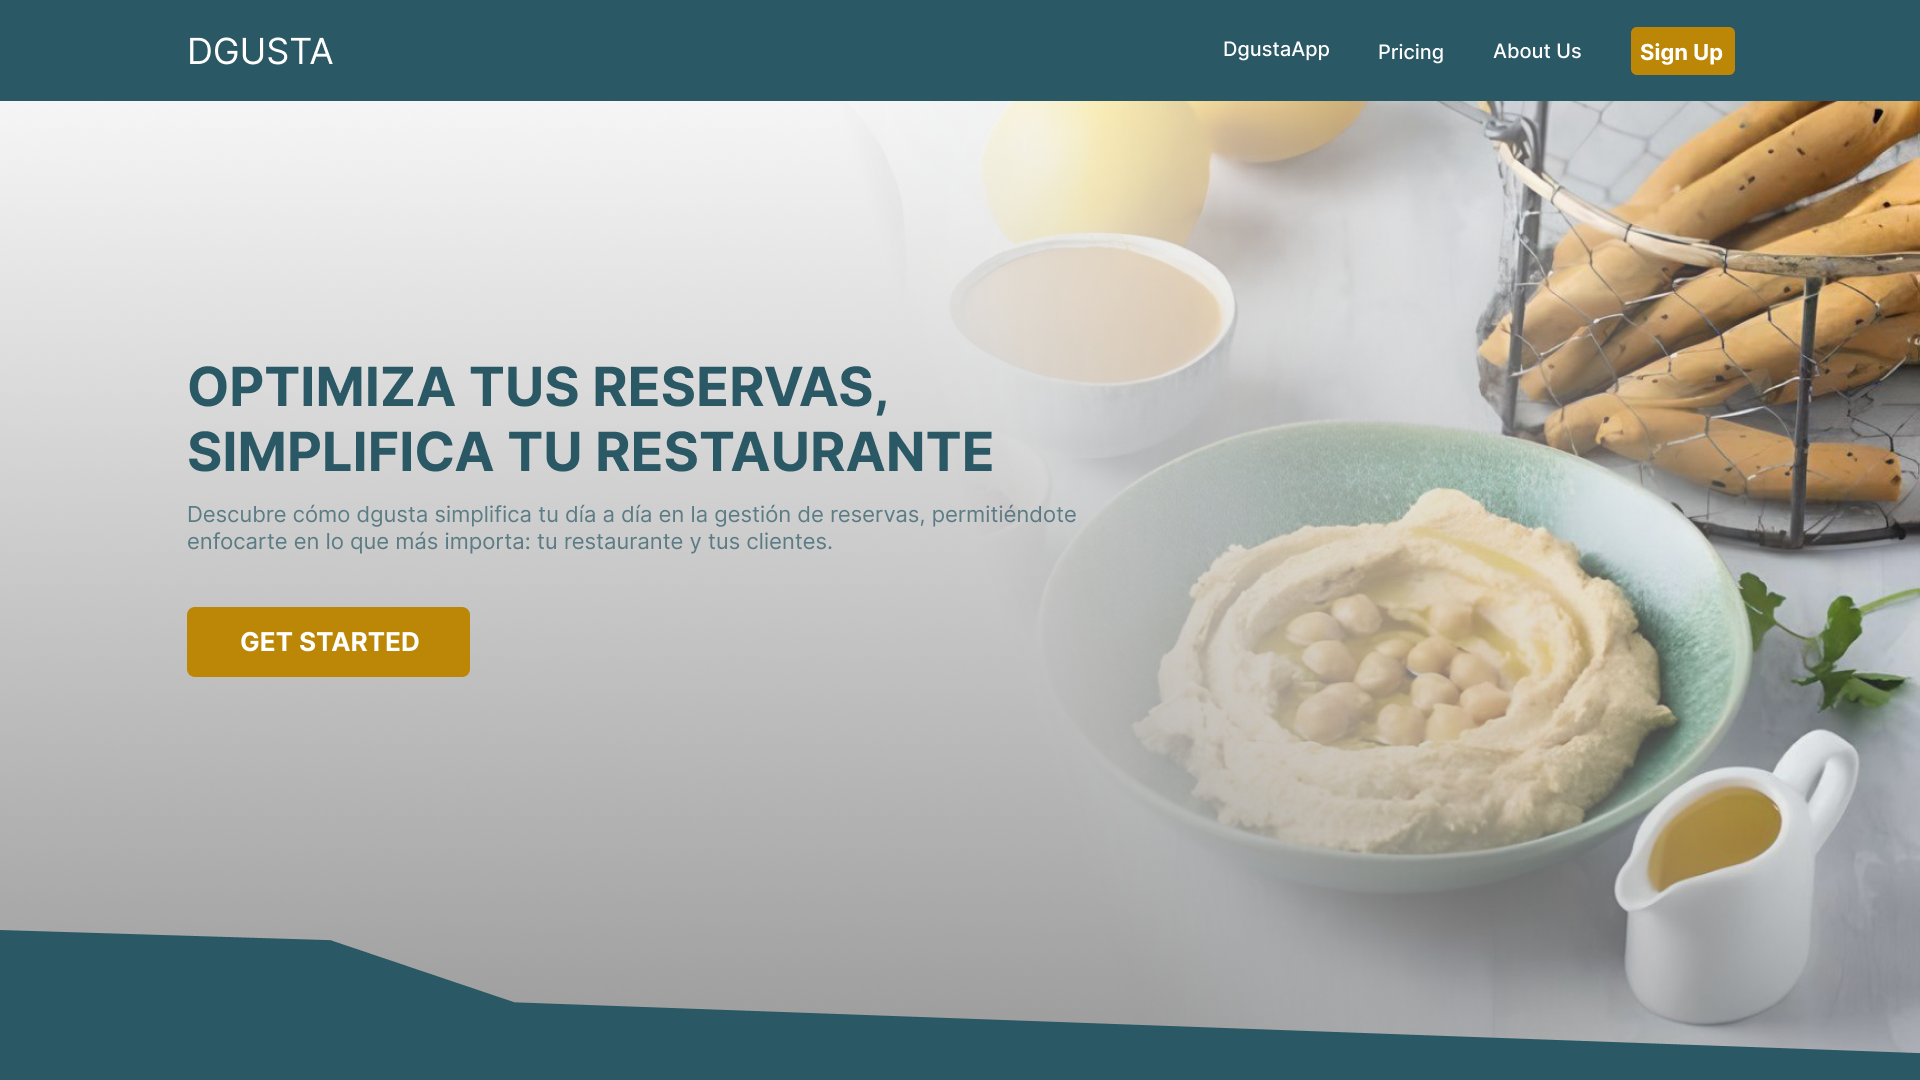 DGUSTA
DgustaApp
Pricing
About Us
Sign Up
OPTIMIZA TUS RESERVAS,
SIMPLIFICA TU RESTAURANTE
Descubre cómo dgusta simplifica tu día a día en la gestión de reservas, permitiéndote
enfocarte en lo que más importa: tu restaurante y tus clientes.
GET STARTED